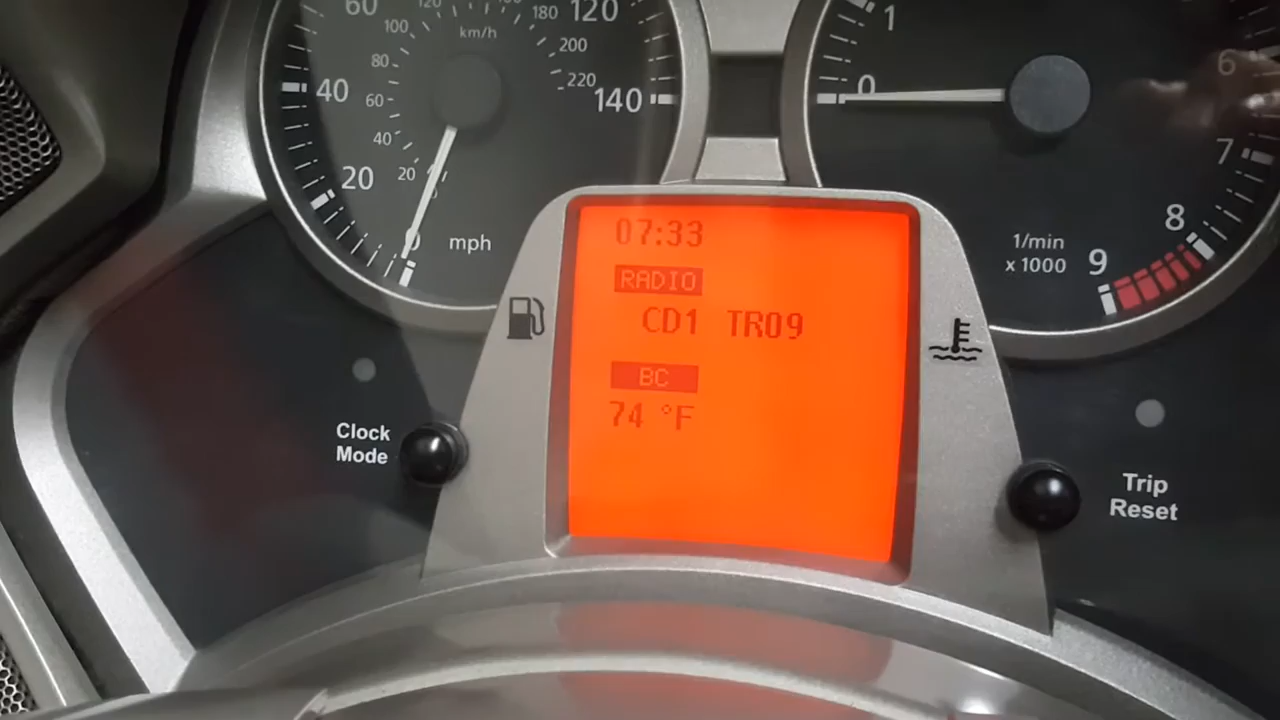 60
120
180
120
100
km/h
200
80
220
40
60
140
40
20
20
0
mph
1
0
6
7
8
9
1/min
x 1000
07:33
RADIO
CD1 TR09
BC
74 °F
Clock
Mode
Trip
Reset